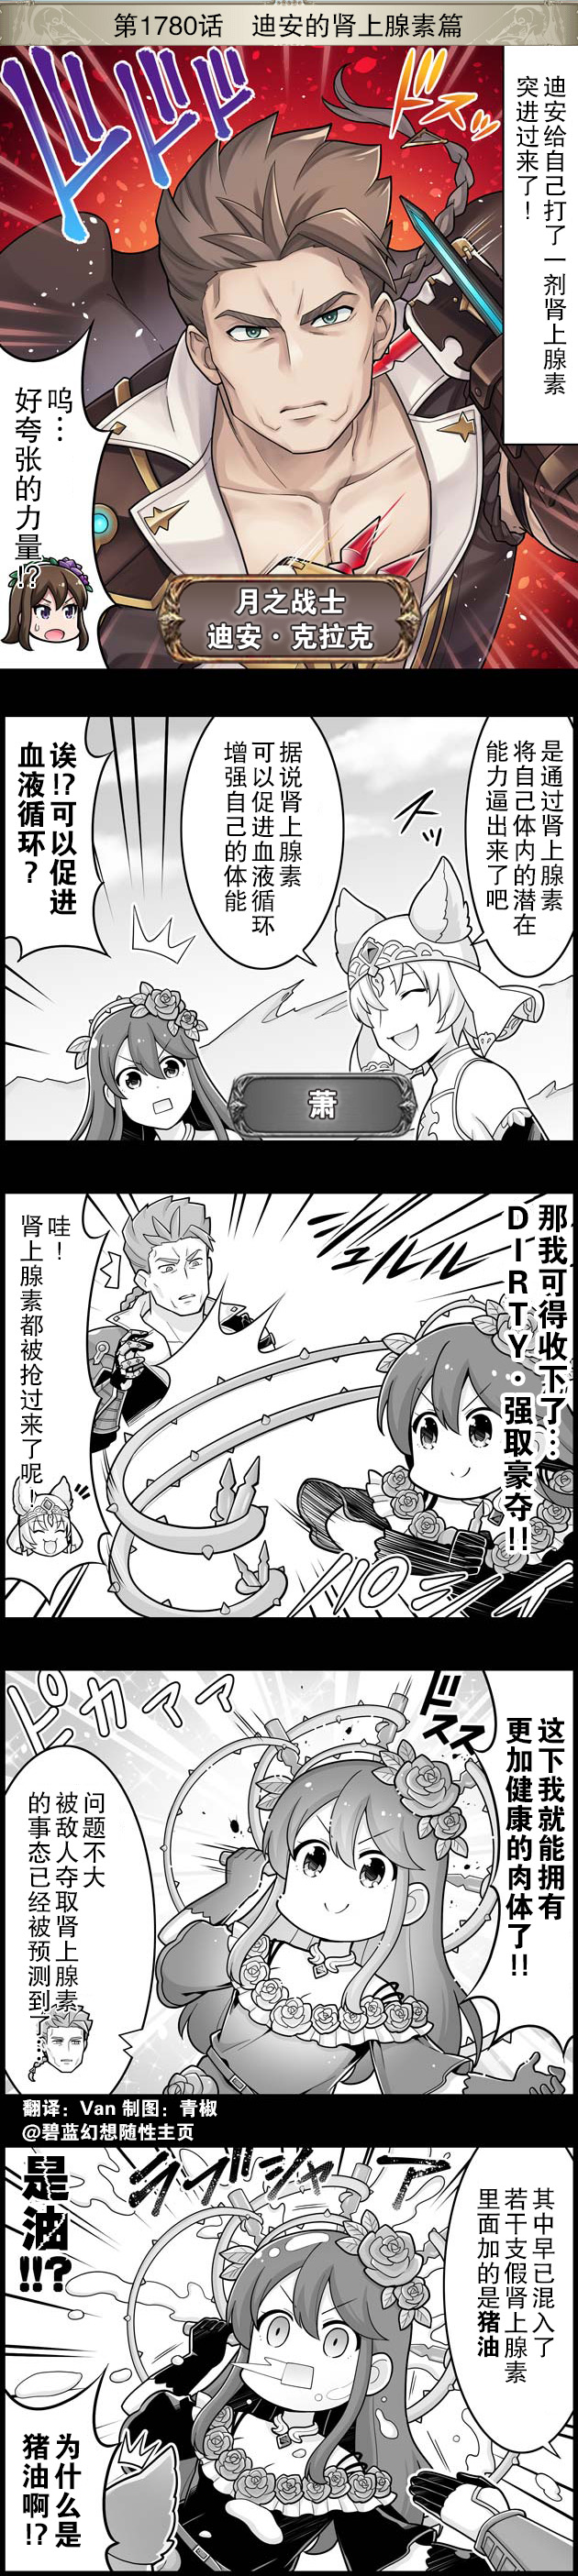 第1780话　迪安的肾上腺素篇
迪安给自己打了一剂肾上腺素
突进过来了！
ドスッ
ドドド
呜…
好夸张的力量!?
月之战士
迪安·克拉克
是通过肾上腺素
将自己体内的潜在
能力逼出来了吧
ヌッ
据说肾上腺素
可以促进血液循环
增强自己的体能
诶!?可以促进
血液循环？
萧
那我可得收下了…
DIRTY·强取豪夺!!
哇！
肾上腺素都被抢过来了呢！
这下我就能拥有
更加健康的肉体了!!
ドスス
ピカァァァ
问题不大
被敌人夺取肾上腺素
的事态已经被预测到了…
翻译：Van 制图：青椒
@碧蓝幻想随性主页
其中早已混入了
若干支假肾上腺素
里面加的是猪油
是油!!?
为什么是
猪油啊!?